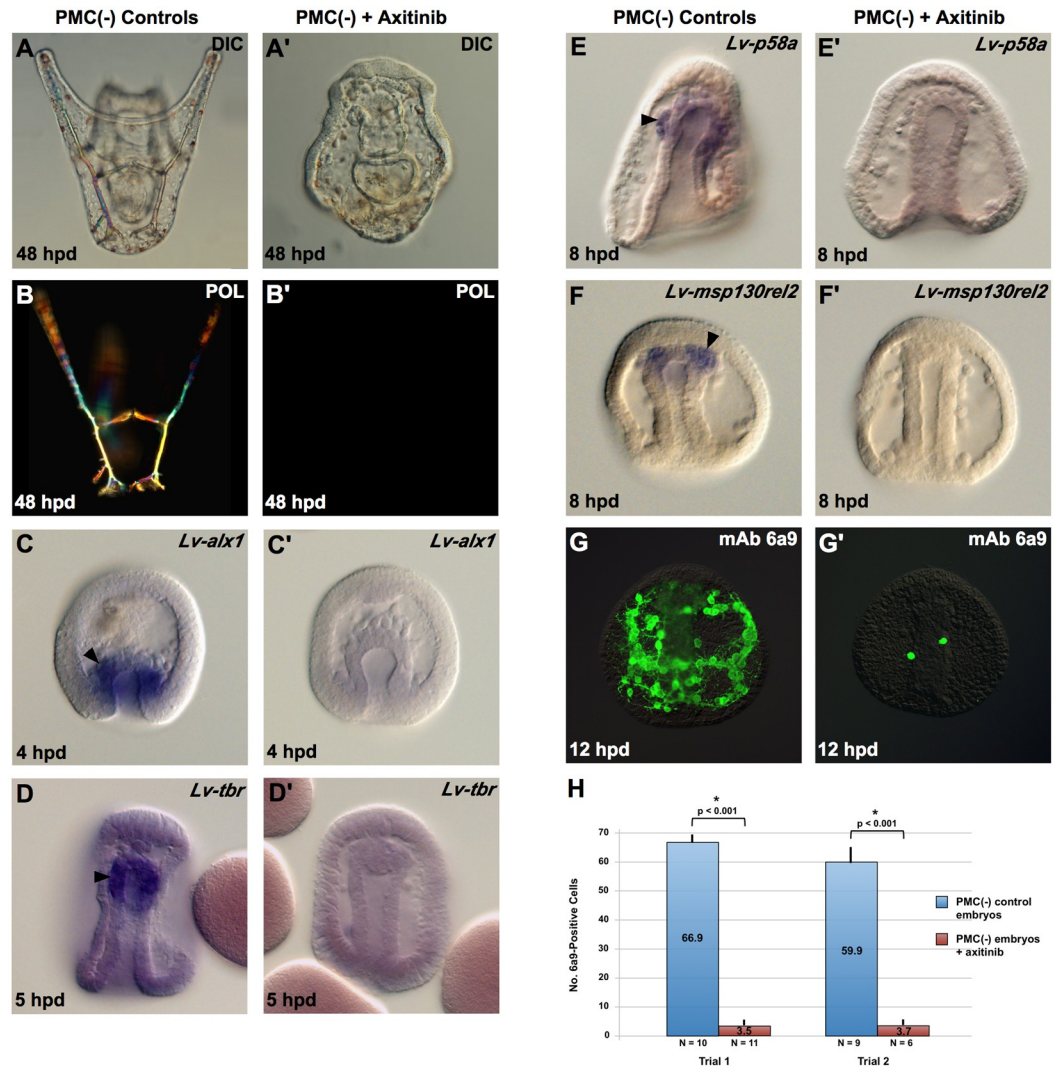 PMC(-) Controls
PMC(-) + Axitinib
A
DIC
48 hpd
A'
DIC
48 hpd
B
POL
48 hpd
B'
POL
48 hpd
C
Lv-alx1
4 hpd
C'
Lv-alx1
4 hpd
D
Lv-tbr
5 hpd
D'
Lv-tbr
5 hpd
PMC(-) Controls
PMC(-) + Axitinib
E
Lv-p58a
8 hpd
E'
Lv-p58a
8 hpd
F
Lv-msp130rel2
8 hpd
F'
Lv-msp130rel2
8 hpd
G
mAb 6a9
12 hpd
G'
mAb 6a9
12 hpd
H
*
p < 0.001
*
p < 0.001
No. 6a9-Positive Cells
70
60
50
40
30
20
10
0
66.9
3.5
59.9
3.7
N = 10
N = 11
N = 9
N = 6
Trial 1
Trial 2
PMC(-) control
embryos
PMC(-) embryos
+ axitinib